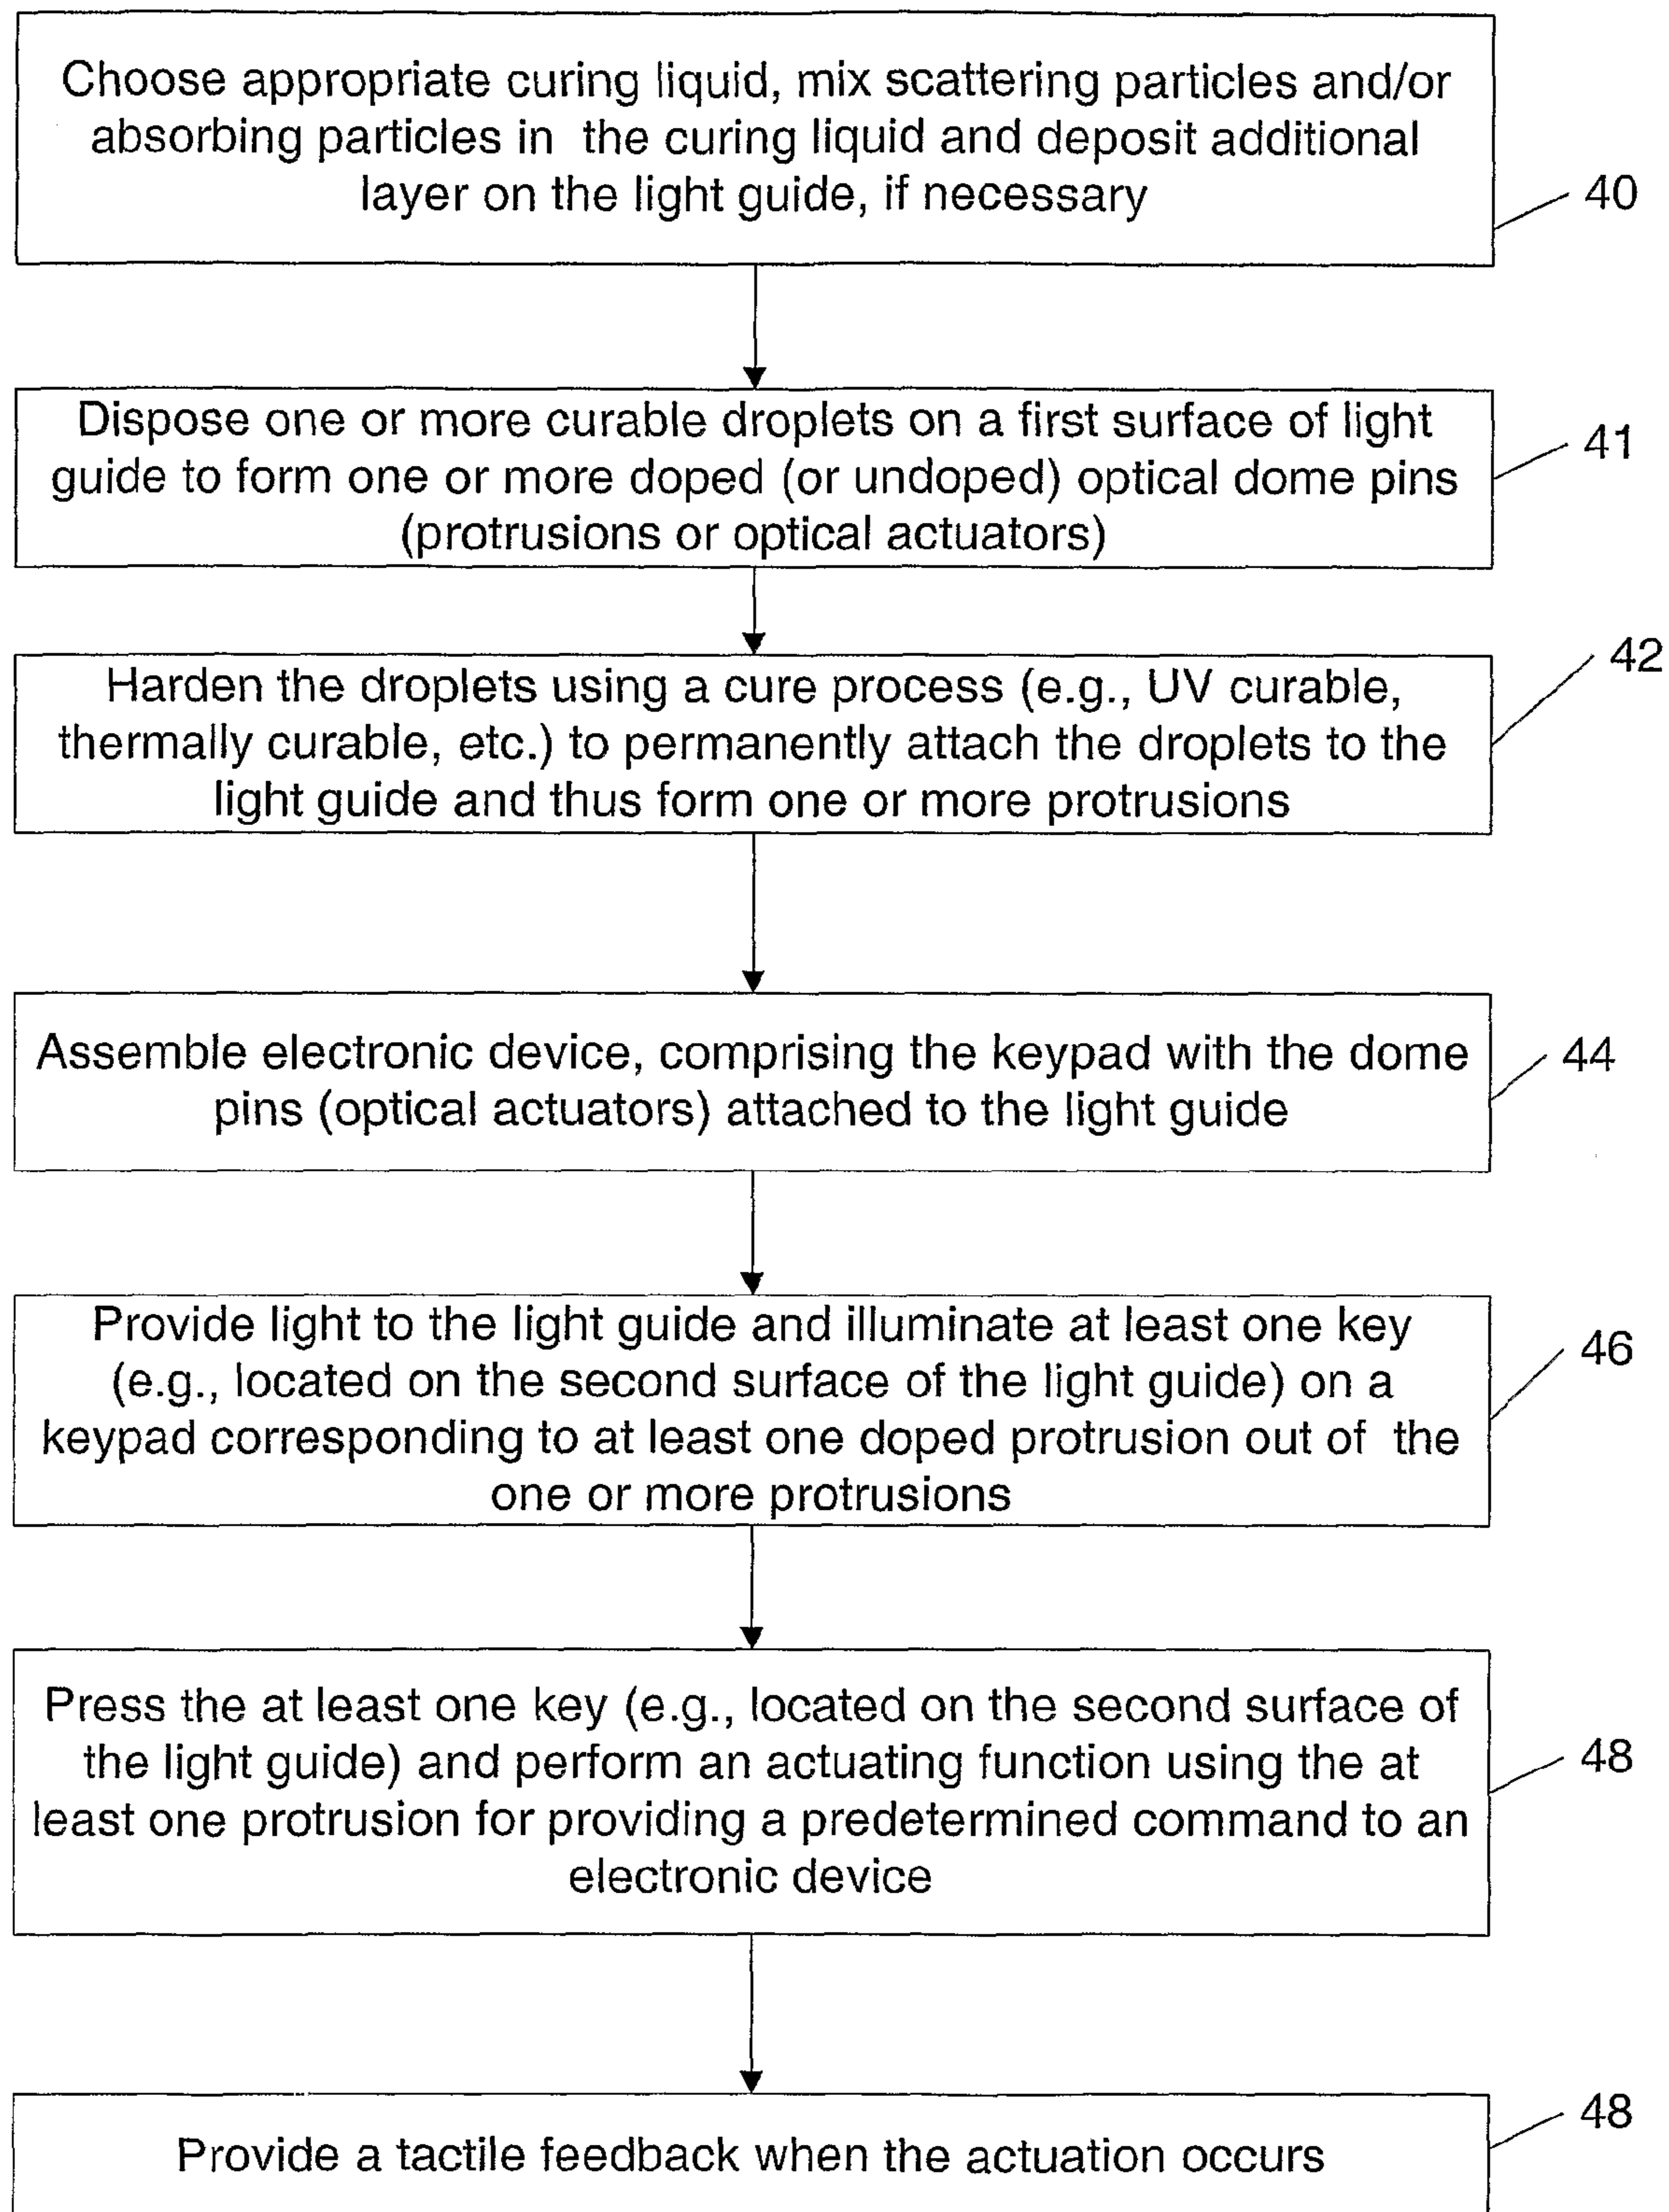 Choose appropriate curing liquid, mix scattering particles and/or
absorbing particles in the curing liquid and deposit additional
layer on the light guide, if necessary
40
Dispose one or more curable droplets on a first surface of light
guide to form one or more doped (or undoped) optical dome pins
(protrusions or optical actuators)
41
Harden the droplets using a cure process (e.g., UV curable,
thermally curable, etc.) to permanently attach the droplets to the
light guide and thus form one or more protrusions
42
Assemble electronic device, comprising the keypad with the dome
pins (optical actuators) attached to the light guide
44
Provide light to the light guide and illuminate at least one key
(e.g., located on the second surface of the light guide) on a
keypad corresponding to at least one doped protrusion out of the
one or more protrusions
46
Press the at least one key (e.g., located on the second surface of
the light guide) and perform an actuating function using the at
least one protrusion for providing a predetermined command to an
electronic device
48
Provide a tactile feedback when the actuation occurs
48